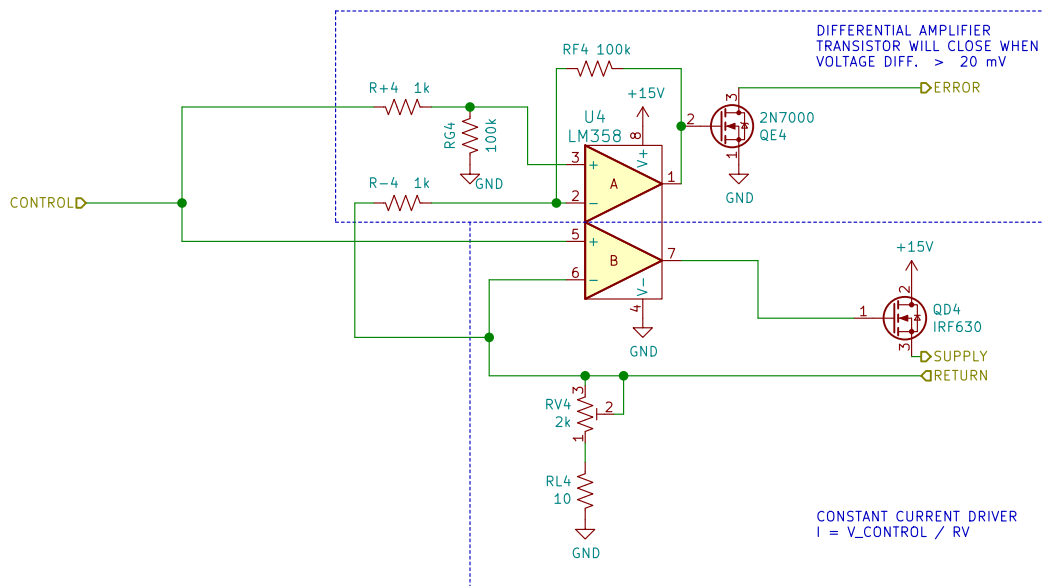 DIFFERENTIAL AMPLIFIER
TRANSISTOR WILL CLOSE WHEN
VOLTAGE DIFF. > 20 mV
RF4 100k
R+4 1k
+15V
ERROR
3
2N7000
QE4
2
1
GND
U4
LM358
8
V+
RG4
100k
GND
3
+
A
1
2
-
R-4 1k
CONTROL
5
+
B
7
6
-
V-
4
GND
+15V
2
1
QD4
IRF630
3
SUPPLY
RETURN
3
RV4
2k
2
1
RL4
10
GND
CONSTANT CURRENT DRIVER
I = V_CONTROL / RV